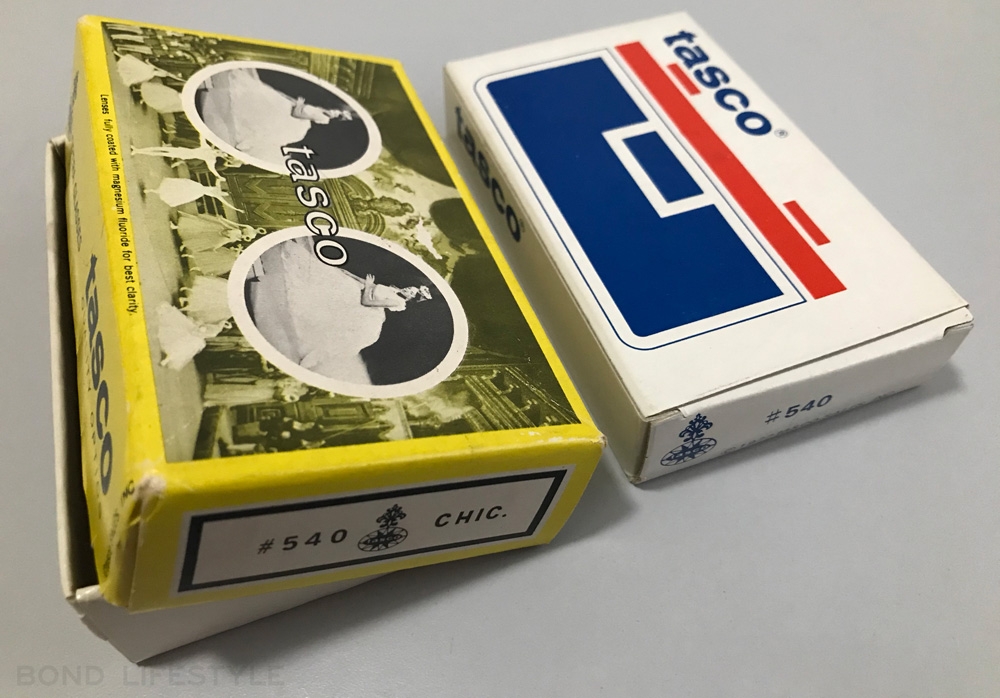 tasco
Lenses fully coated with magnesium fluoride for best clarity.
tasco
#540 CHIC.
tasco®
tasco®
#540
BOND LIFESTYLE